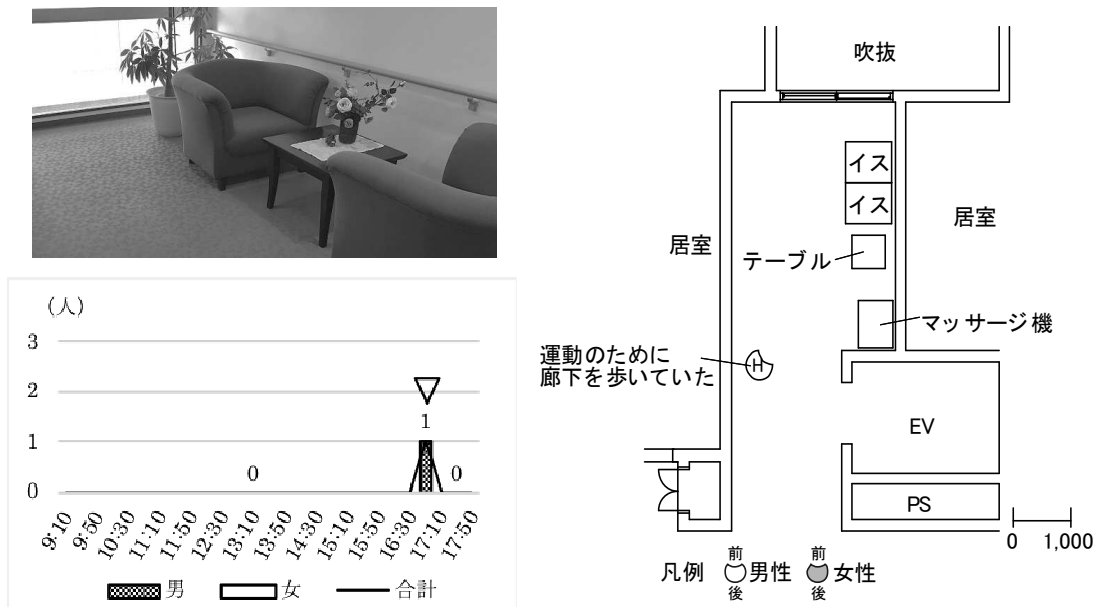 (人)
3
2
1
0
1
0
0
9:10
9:50
10:30
11:10
11:50
12:30
13:10
13:50
14:30
15:10
15:50
16:30
17:10
17:50
男
女
合計
吹抜
イス
イス
居室
居室
テーブル
マッサージ機
運動のために
廊下を歩いていた
H
EV
PS
0 1,000
凡例
前
男性
後
前
女性
後